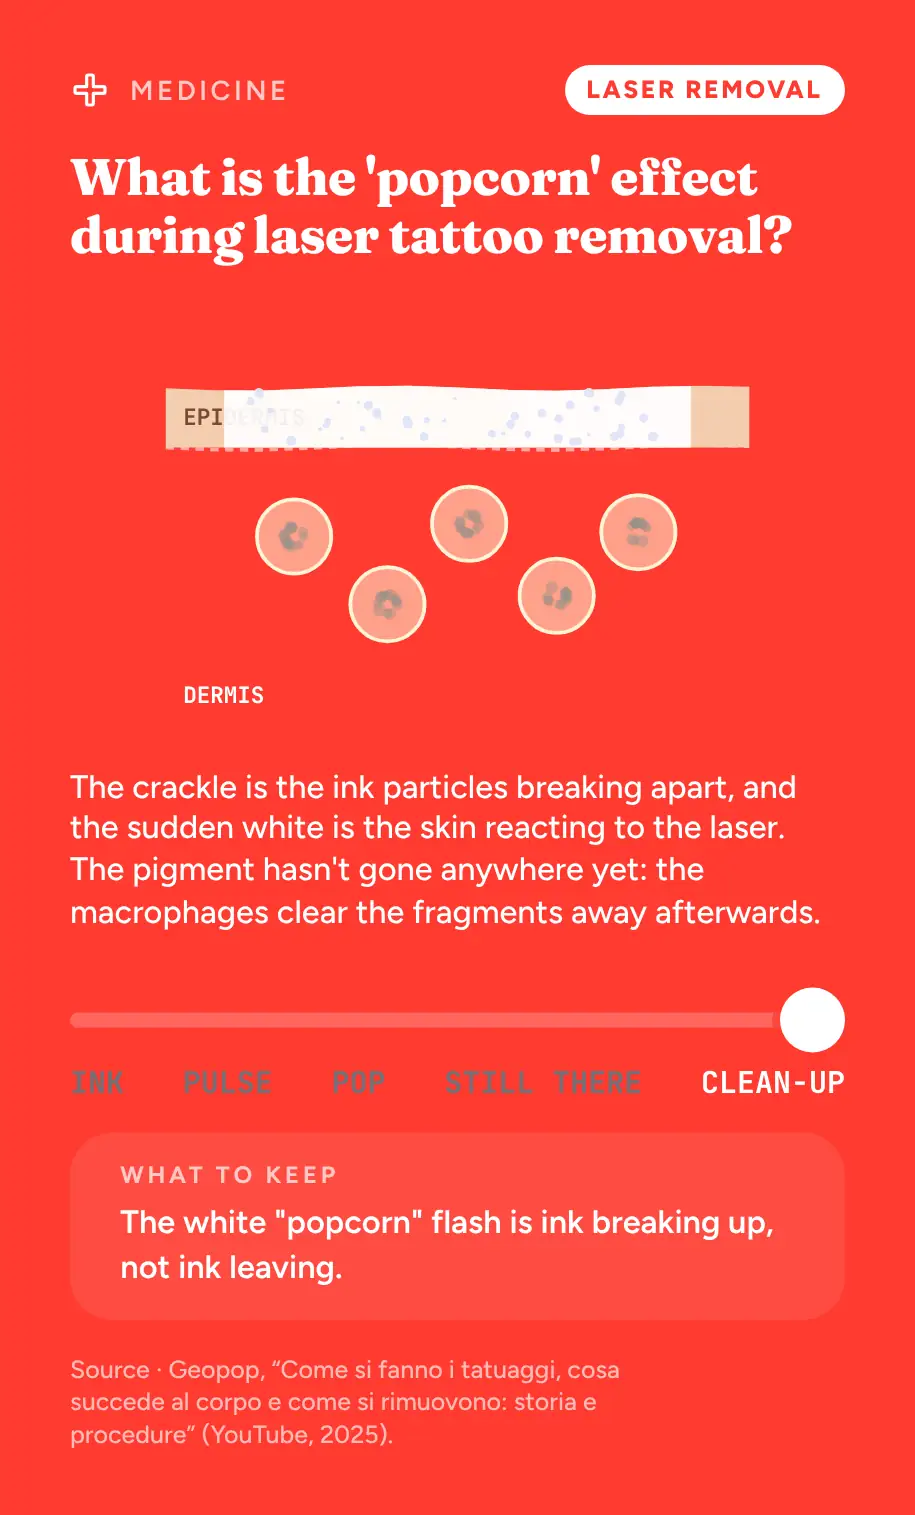 MEDICINE
LASER REMOVAL
What is the 'popcorn' effect
during laser tattoo removal?
EPIDERMIS
DERMIS
The crackle is the ink particles breaking apart, and
the sudden white is the skin reacting to the laser.
The pigment hasn't gone anywhere yet: the
macrophages clear the fragments away afterwards.
INK PULSE POP STILL THERE CLEAN-UP
WHAT TO KEEP
The white "popcorn" flash is ink breaking up,
not ink leaving.
Source · Geopop, “Come si fanno i tatuaggi, cosa
succede al corpo e come si rimuovono: storia e
procedure” (YouTube, 2025).